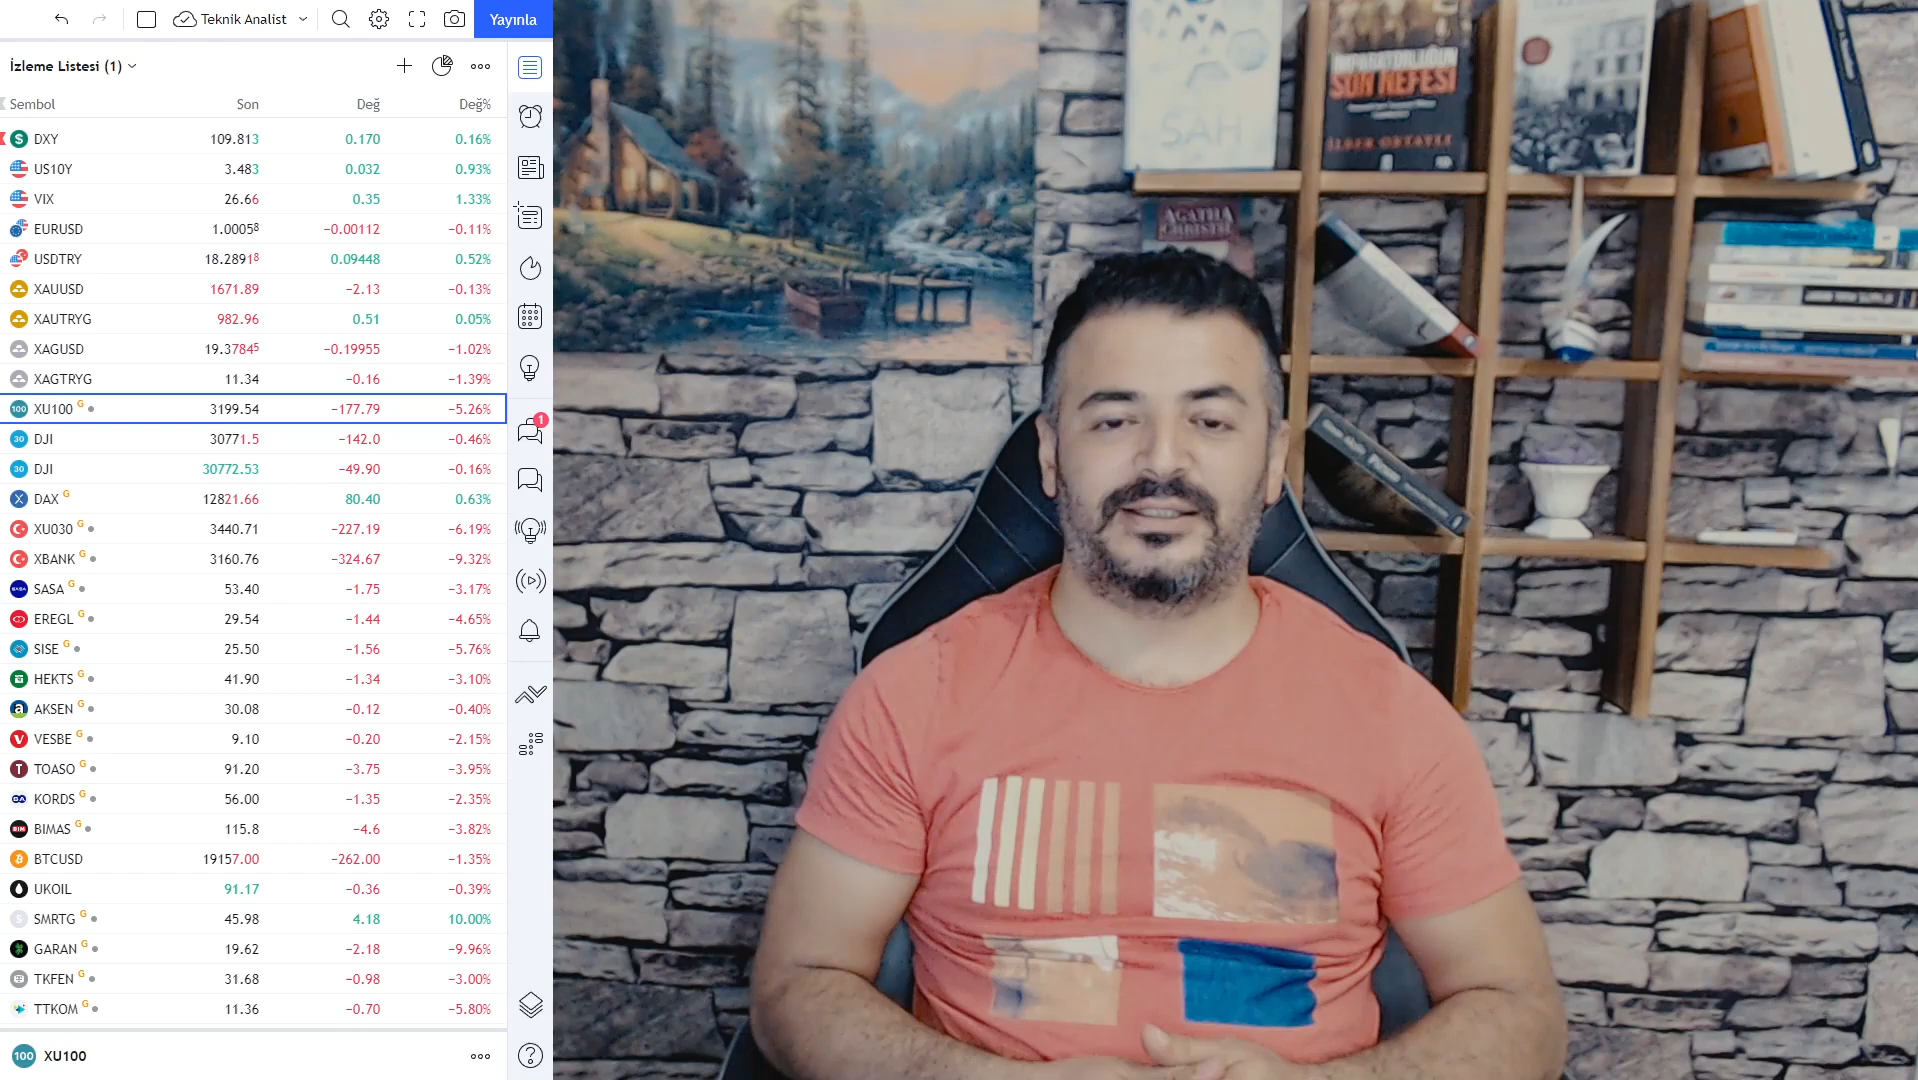 Teknik Analist
Yayınla
İzleme Listesi (1)
Sembol Son Değ Değ%
DXY 109.813 0.170 0.16%
US10Y 3.483 0.032 0.93%
VIX 26.66 0.35 1.33%
EURUSD 1.00058 −0.00112 −0.11%
USDTRY 18.28918 0.09448 0.52%
XAUUSD 1671.89 −2.13 −0.13%
XAUTRYG 982.96 0.51 0.05%
XAGUSD 19.37845 −0.19955 −1.02%
XAGTRYG 11.34 −0.16 −1.39%
100 XU100 G 3199.54 −177.79 −5.26%
30 DJI 30771.5 −142.0 −0.46%
30 DJI 30772.53 −49.90 −0.16%
DAX G 12821.66 80.40 0.63%
XU030 G 3440.71 −227.19 −6.19%
XBANK G 3160.76 −324.67 −9.32%
SASA G 53.40 −1.75 −3.17%
EREGL G 29.54 −1.44 −4.65%
SISE G 25.50 −1.56 −5.76%
HEKTS G 41.90 −1.34 −3.10%
AKSEN G 30.08 −0.12 −0.40%
VESBE G 9.10 −0.20 −2.15%
TOASO G 91.20 −3.75 −3.95%
KORDS G 56.00 −1.35 −2.35%
BIMAS G 115.8 −4.6 −3.82%
BTCUSD 19157.00 −262.00 −1.35%
UKOIL 91.17 −0.36 −0.39%
S SMRTG G 45.98 4.18 10.00%
GARAN G 19.62 −2.18 −9.96%
TKFEN G 31.68 −0.98 −3.00%
TTKOM G 11.36 −0.70 −5.80%
100 XU100
1
ŞAH
İMPARATORLUĞUN
SON NEFESİ
İLBER ORTAYLI
AGATHA
CHRISTIE